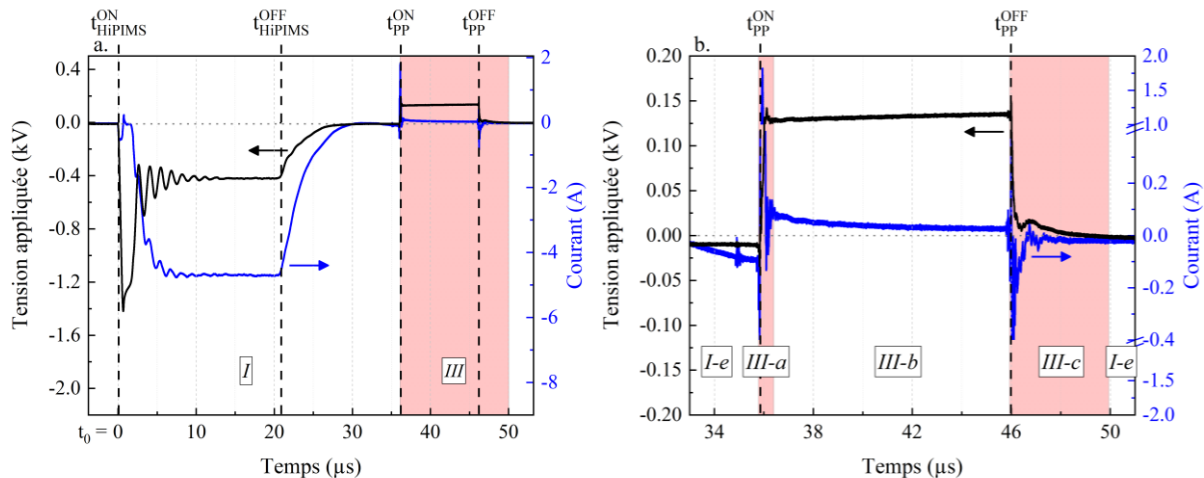 t_HiPIMS^ON t_HiPIMS^OFF t_PP^ON t_PP^OFF
a.
Tension appliquée (kV)
0.4
0.0
-0.4
-0.8
-1.2
-1.6
-2.0
I
III
2
0
-2
-4
-6
-8
Courant (A)
t₀ = 0 10 20 30 40 50
Temps (µs)
t_PP^ON t_PP^OFF
b.
Tension appliquée (kV)
0.20
0.15
0.10
0.05
0.00
-0.05
-0.10
-0.15
-0.20
I-e
III-a
III-b
III-c
I-e
2.0
1.0
0.2
0.0
-0.2
-0.4
-1.5
-2.0
Courant (A)
34 38 42 46 50
Temps (µs)